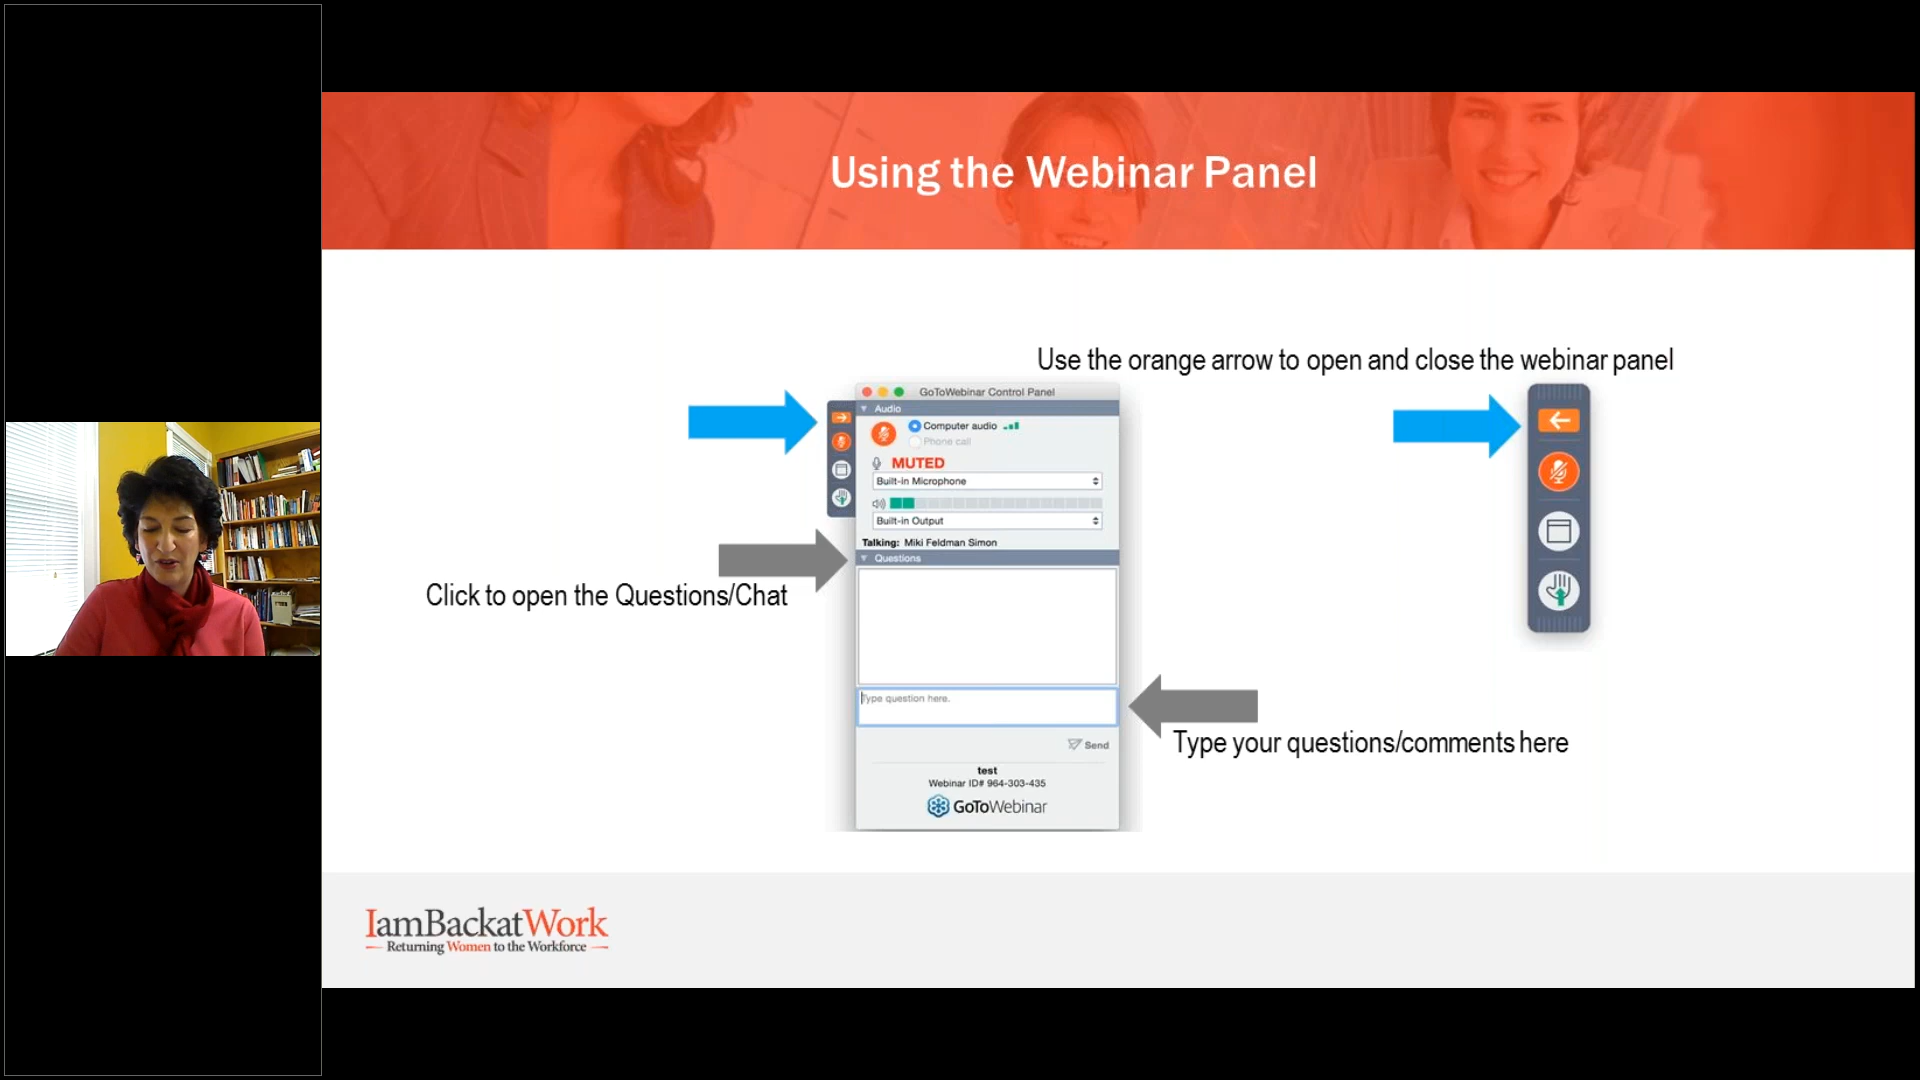 Using the Webinar Panel
Use the orange arrow to open and close the webinar panel
GoToWebinar Control Panel
Audio
Computer audio
Phone call
MUTED
Built-in Microphone
Built-in Output
Talking: Miki Feldman Simon
Questions
Click to open the Questions/Chat
Type question here.
Type your questions/comments here
Send
test
Webinar ID# 964-303-435
GoToWebinar
IamBackatWork
Returning Women to the Workforce